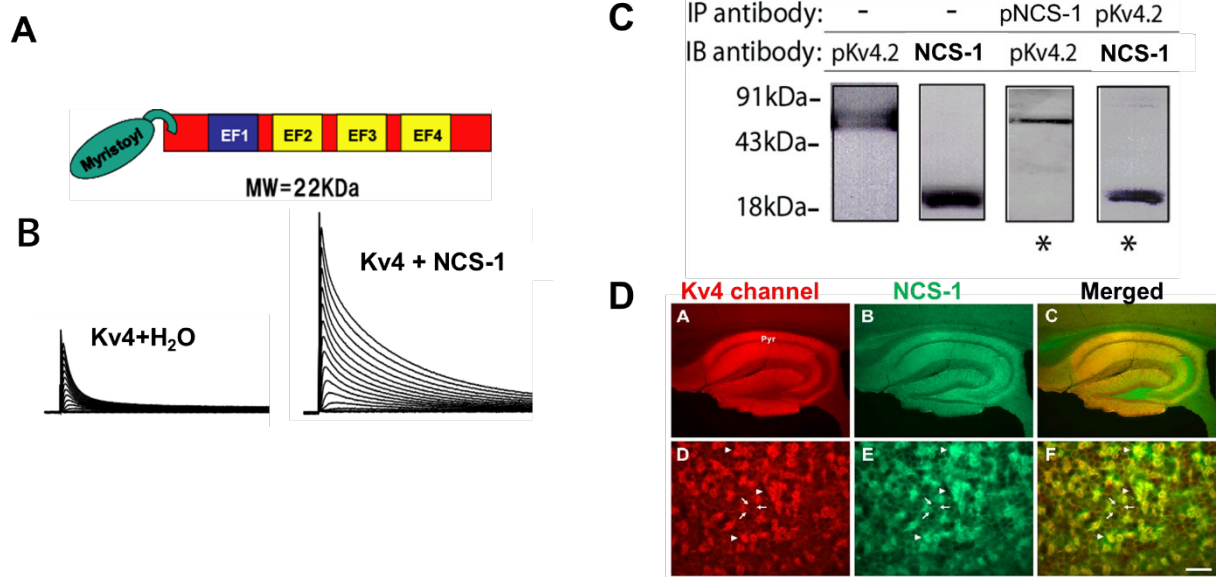 A
Myristoyl
EF1 EF2 EF3 EF4
MW=22KDa
B
Kv4+H₂O
Kv4 + NCS-1
C
IP antibody: - - pNCS-1 pKv4.2
IB antibody: pKv4.2 NCS-1 pKv4.2 NCS-1
91kDa-
43kDa-
18kDa-
* *
D
Kv4 channel NCS-1 Merged
A B C
Pyr
D E F